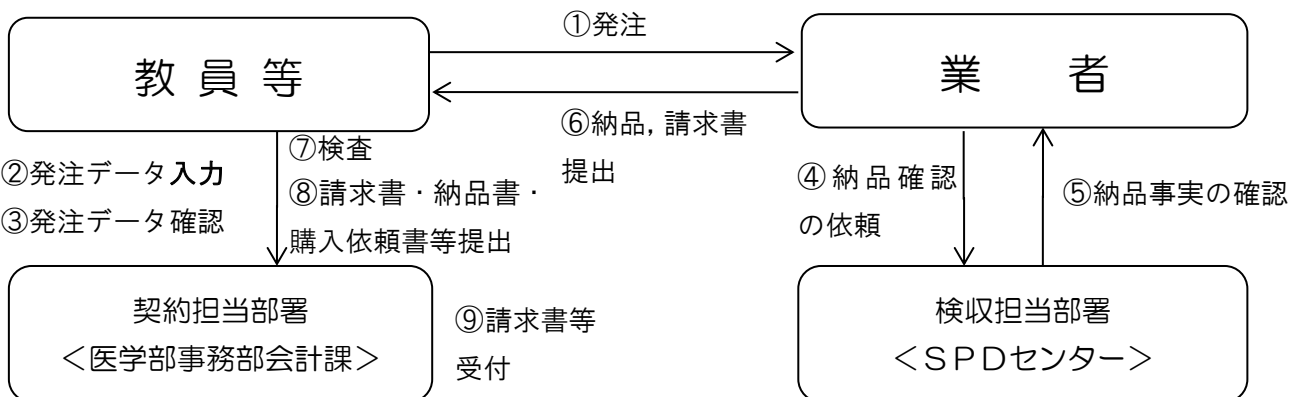 ①発注
教 員 等
業　　者
⑥納品，請求書
提出
⑦検査
②発注データ入力
⑧請求書・納品書・
③発注データ確認
購入依頼書等提出
④納品確認
の依頼
⑤納品事実の確認
契約担当部署
＜医学部事務部会計課＞
⑨請求書等
受付
検収担当部署
＜ＳＰＤセンター＞